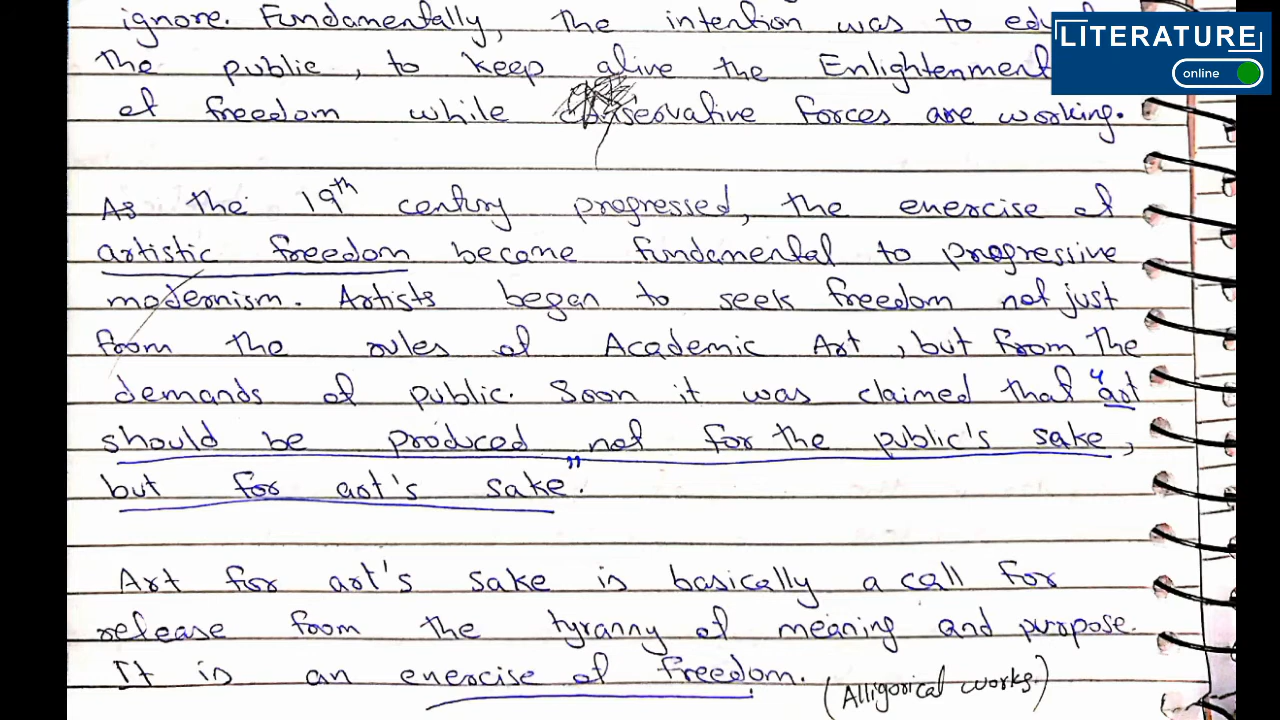 ignore. Fundamentally, the intention was to
LITERATURE
online
the public, to keep alive the Enlightenment
of freedom while conservative forces are working.
As the 19th century progressed, the exercise of
artistic freedom became fundamental to progressive
modernism. Artists began to seek freedom not just
from the rules of Academic Art, but from the
demands of public. Soon it was claimed that "art
should be produced not for the public's sake,
but for art's sake".
Art for art's sake is basically a call for
release from the tyranny of meaning and purpose.
It is an exercise of freedom. (Alligorical works.)